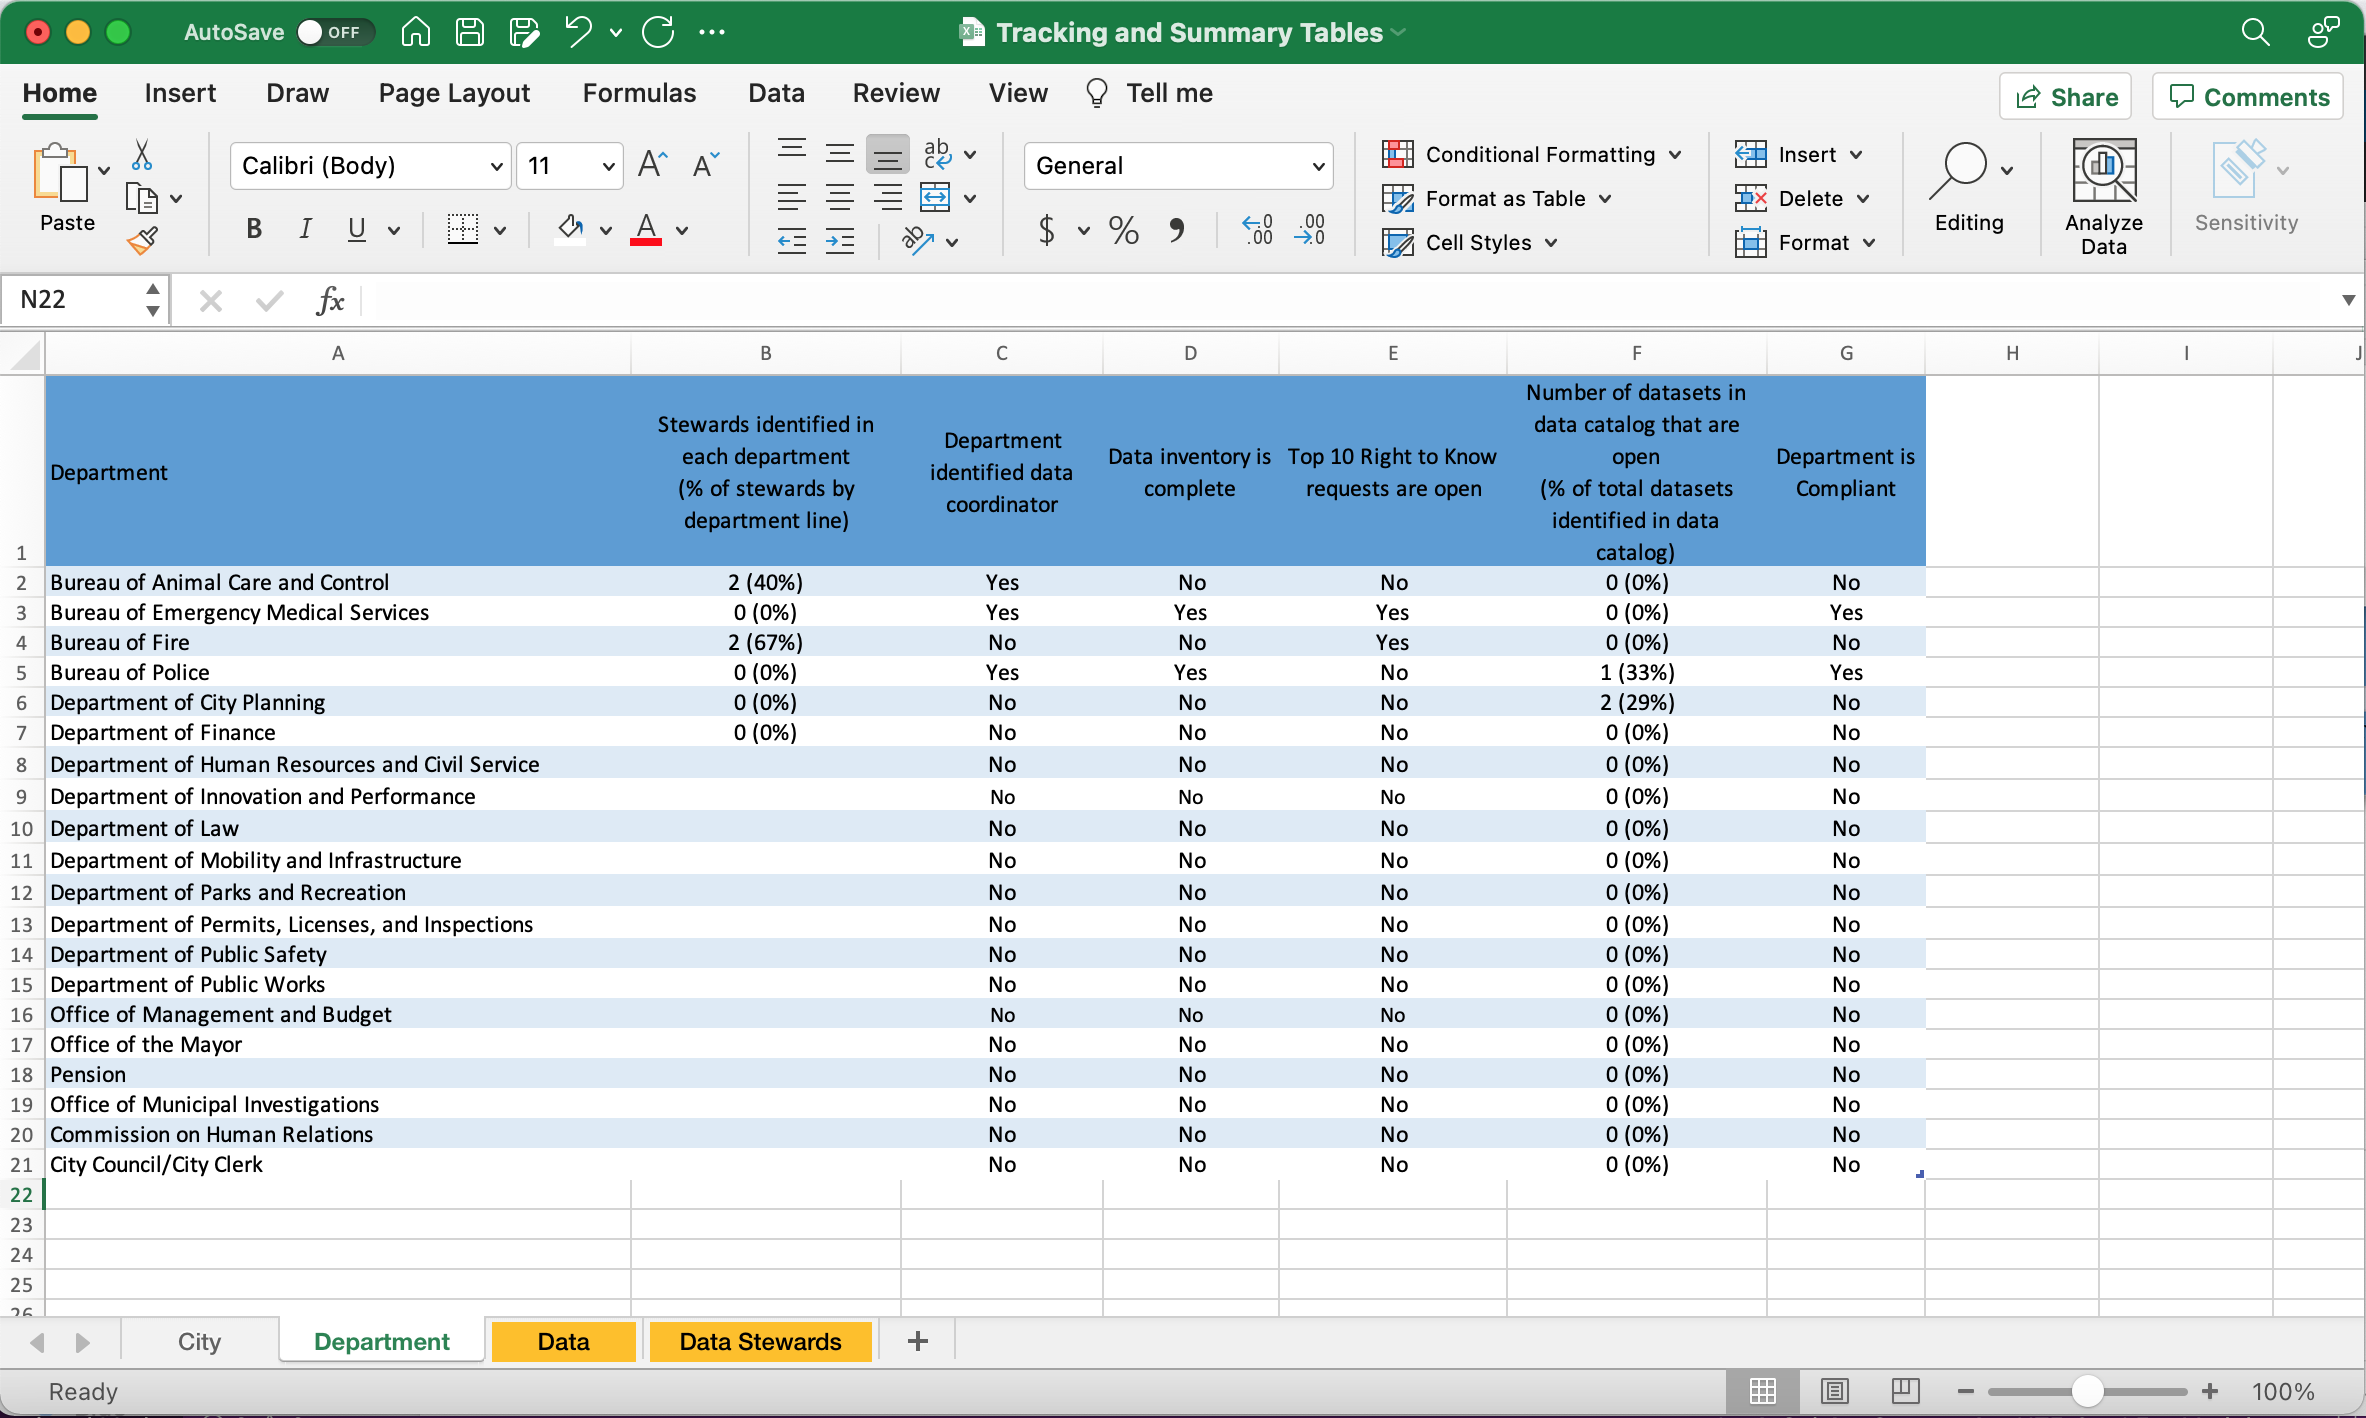 AutoSave OFF Tracking and Summary Tables
Home Insert Draw Page Layout Formulas Data Review View Tell me Share Comments
Paste Calibri (Body) 11 A A ab c General Conditional Formatting Insert Editing Analyze Data Sensitivity
Format as Table Delete
B I U A ab $ % , .0 .00 .00 .0 Cell Styles Format
N22 fx
A B C D E F G H I J
1 Department
Stewards identified in
each department
(% of stewards by
department line)
Department
identified data
coordinator
Data inventory is
complete
Top 10 Right to Know
requests are open
Number of datasets in
data catalog that are
open
(% of total datasets
identified in data
catalog)
Department is
Compliant
2 Bureau of Animal Care and Control 2 (40%) Yes No No 0 (0%) No
3 Bureau of Emergency Medical Services 0 (0%) Yes Yes Yes 0 (0%) Yes
4 Bureau of Fire 2 (67%) No No Yes 0 (0%) No
5 Bureau of Police 0 (0%) Yes Yes No 1 (33%) Yes
6 Department of City Planning 0 (0%) No No No 2 (29%) No
7 Department of Finance 0 (0%) No No No 0 (0%) No
8 Department of Human Resources and Civil Service No No No 0 (0%) No
9 Department of Innovation and Performance No No No 0 (0%) No
10 Department of Law No No No 0 (0%) No
11 Department of Mobility and Infrastructure No No No 0 (0%) No
12 Department of Parks and Recreation No No No 0 (0%) No
13 Department of Permits, Licenses, and Inspections No No No 0 (0%) No
14 Department of Public Safety No No No 0 (0%) No
15 Department of Public Works No No No 0 (0%) No
16 Office of Management and Budget No No No 0 (0%) No
17 Office of the Mayor No No No 0 (0%) No
18 Pension No No No 0 (0%) No
19 Office of Municipal Investigations No No No 0 (0%) No
20 Commission on Human Relations No No No 0 (0%) No
21 City Council/City Clerk No No No 0 (0%) No
22
23
24
25
26
City Department Data Data Stewards +
Ready 100%